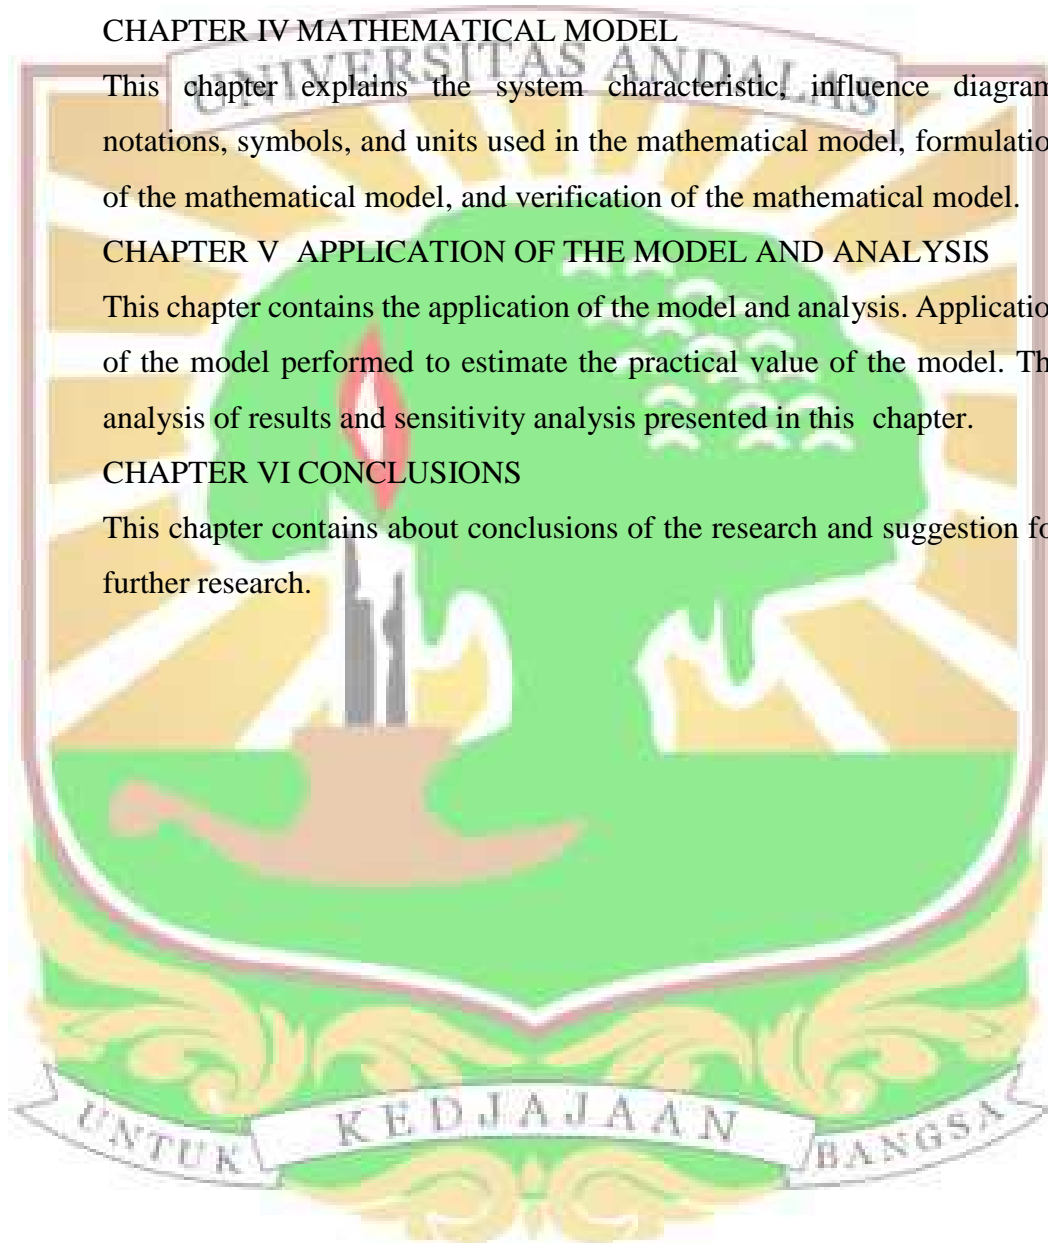 CHAPTER IV MATHEMATICAL MODEL
UNIVERSITAS ANDALAS
This chapter explains the system characteristic, influence diagram
notations, symbols, and units used in the mathematical model, formulatio
of the mathematical model, and verification of the mathematical model.
CHAPTER V APPLICATION OF THE MODEL AND ANALYSIS
This chapter contains the application of the model and analysis. Applicatio
of the model performed to estimate the practical value of the model. Th
analysis of results and sensitivity analysis presented in this chapter.
CHAPTER VI CONCLUSIONS
This chapter contains about conclusions of the research and suggestion fo
further research.
UNTUK KEDJAJAAN BANGSA